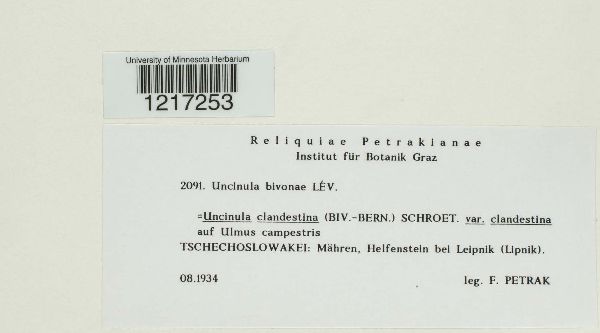 University of Minnesota Herbarium
1217253
Reliquiae Petrakianae
Institut für Botanik Graz
2091. Uncinula bivonae LÉV.
=Uncinula clandestina (BIV.-BERN.) SCHROET. var. clandestina
auf Ulmus campestris
TSCHECHOSLOWAKEI: Mähren, Helfenstein bei Leipnik (Lipnik).
08.1934 leg. F. PETRAK